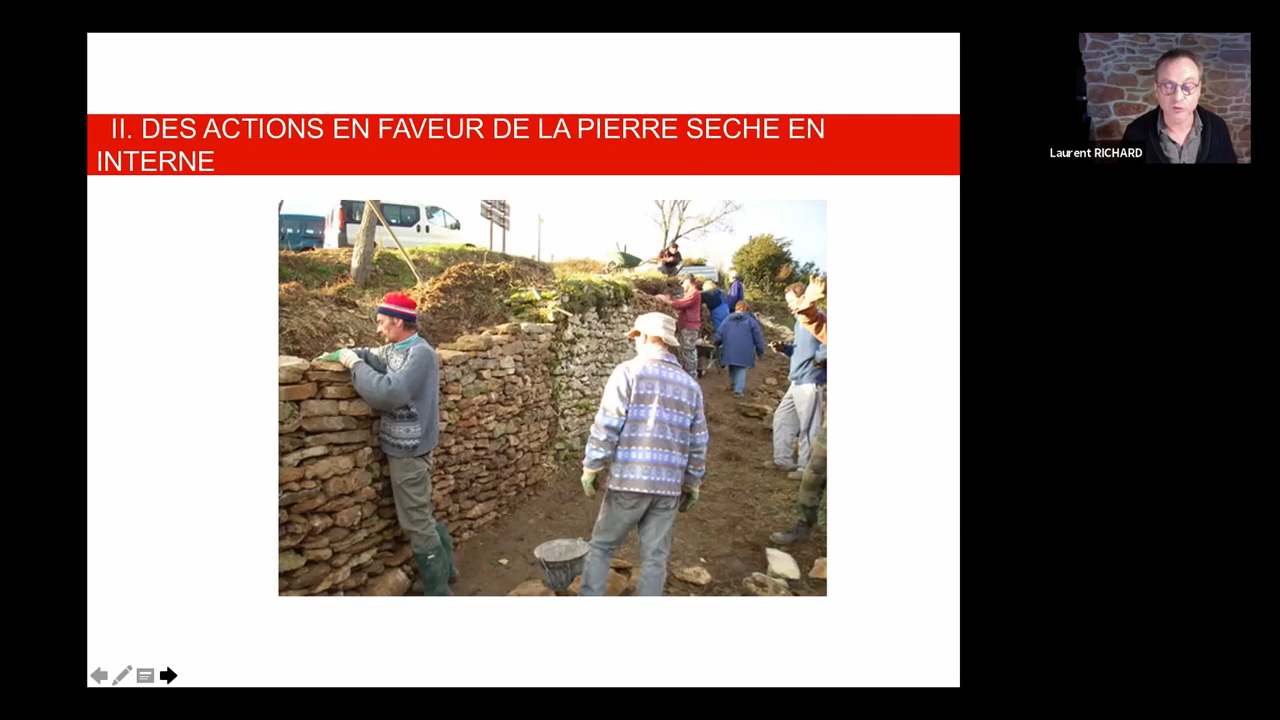 II. DES ACTIONS EN FAVEUR DE LA PIERRE SECHE EN
INTERNE
Laurent RICHARD